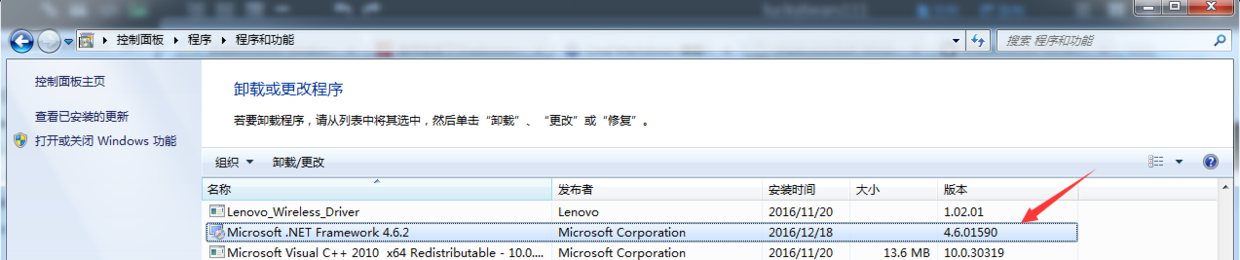 控制面板 ▸ 程序 ▸ 程序和功能
搜索 程序和功能
控制面板主页
查看已安装的更新
打开或关闭 Windows 功能
卸载或更改程序
若要卸载程序，请从列表中将其选中，然后单击“卸载”、“更改”或“修复”。
组织 卸载/更改
名称 发布者 安装时间 大小 版本
Lenovo_Wireless_Driver Lenovo 2016/11/20 1.02.01
Microsoft .NET Framework 4.6.2 Microsoft Corporation 2016/12/18 4.6.01590
Microsoft Visual C++ 2010 x64 Redistributable - 10.0.... Microsoft Corporation 2016/11/20 13.6 MB 10.0.30319